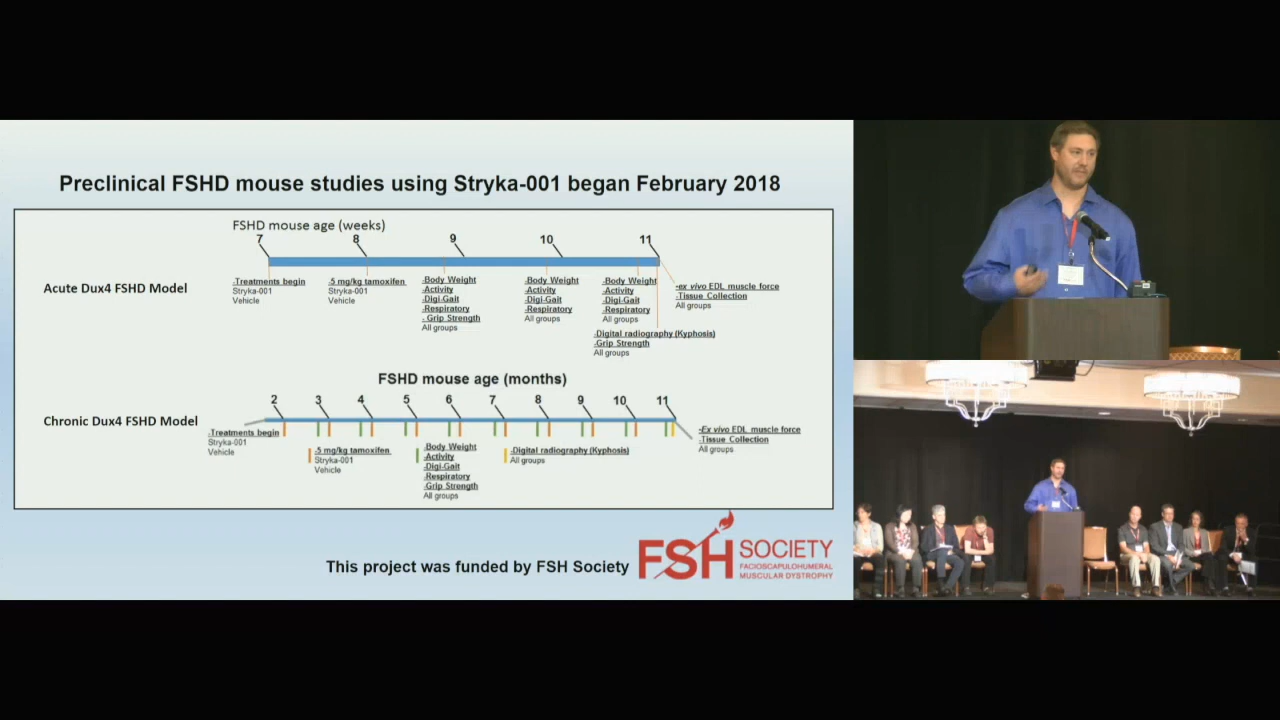 Preclinical FSHD mouse studies using Stryka-001 began February 2018
FSHD mouse age (weeks)
7 8 9 10 11
Acute Dux4 FSHD Model
-Treatments begin
Stryka-001
Vehicle
-5 mg/kg tamoxifen
Stryka-001
Vehicle
-Body Weight
-Activity
-Digi-Gait
-Respiratory
- Grip Strength
All groups
-Body Weight
-Activity
-Digi-Gait
-Respiratory
All groups
-Body Weight
-Activity
-Digi-Gait
-Respiratory
All groups
-Digital radiography (Kyphosis)
-Grip Strength
All groups
-ex vivo EDL muscle force
-Tissue Collection
All groups
FSHD mouse age (months)
2 3 4 5 6 7 8 9 10 11
Chronic Dux4 FSHD Model
-Treatments begin
Stryka-001
Vehicle
-5 mg/kg tamoxifen
Stryka-001
Vehicle
-Body Weight
-Activity
-Digi-Gait
-Respiratory
-Grip Strength
All groups
-Digital radiography (Kyphosis)
All groups
-Ex vivo EDL muscle force
-Tissue Collection
All groups
This project was funded by FSH Society
FSH SOCIETY
FACIOSCAPULOHUMERAL
MUSCULAR DYSTROPHY